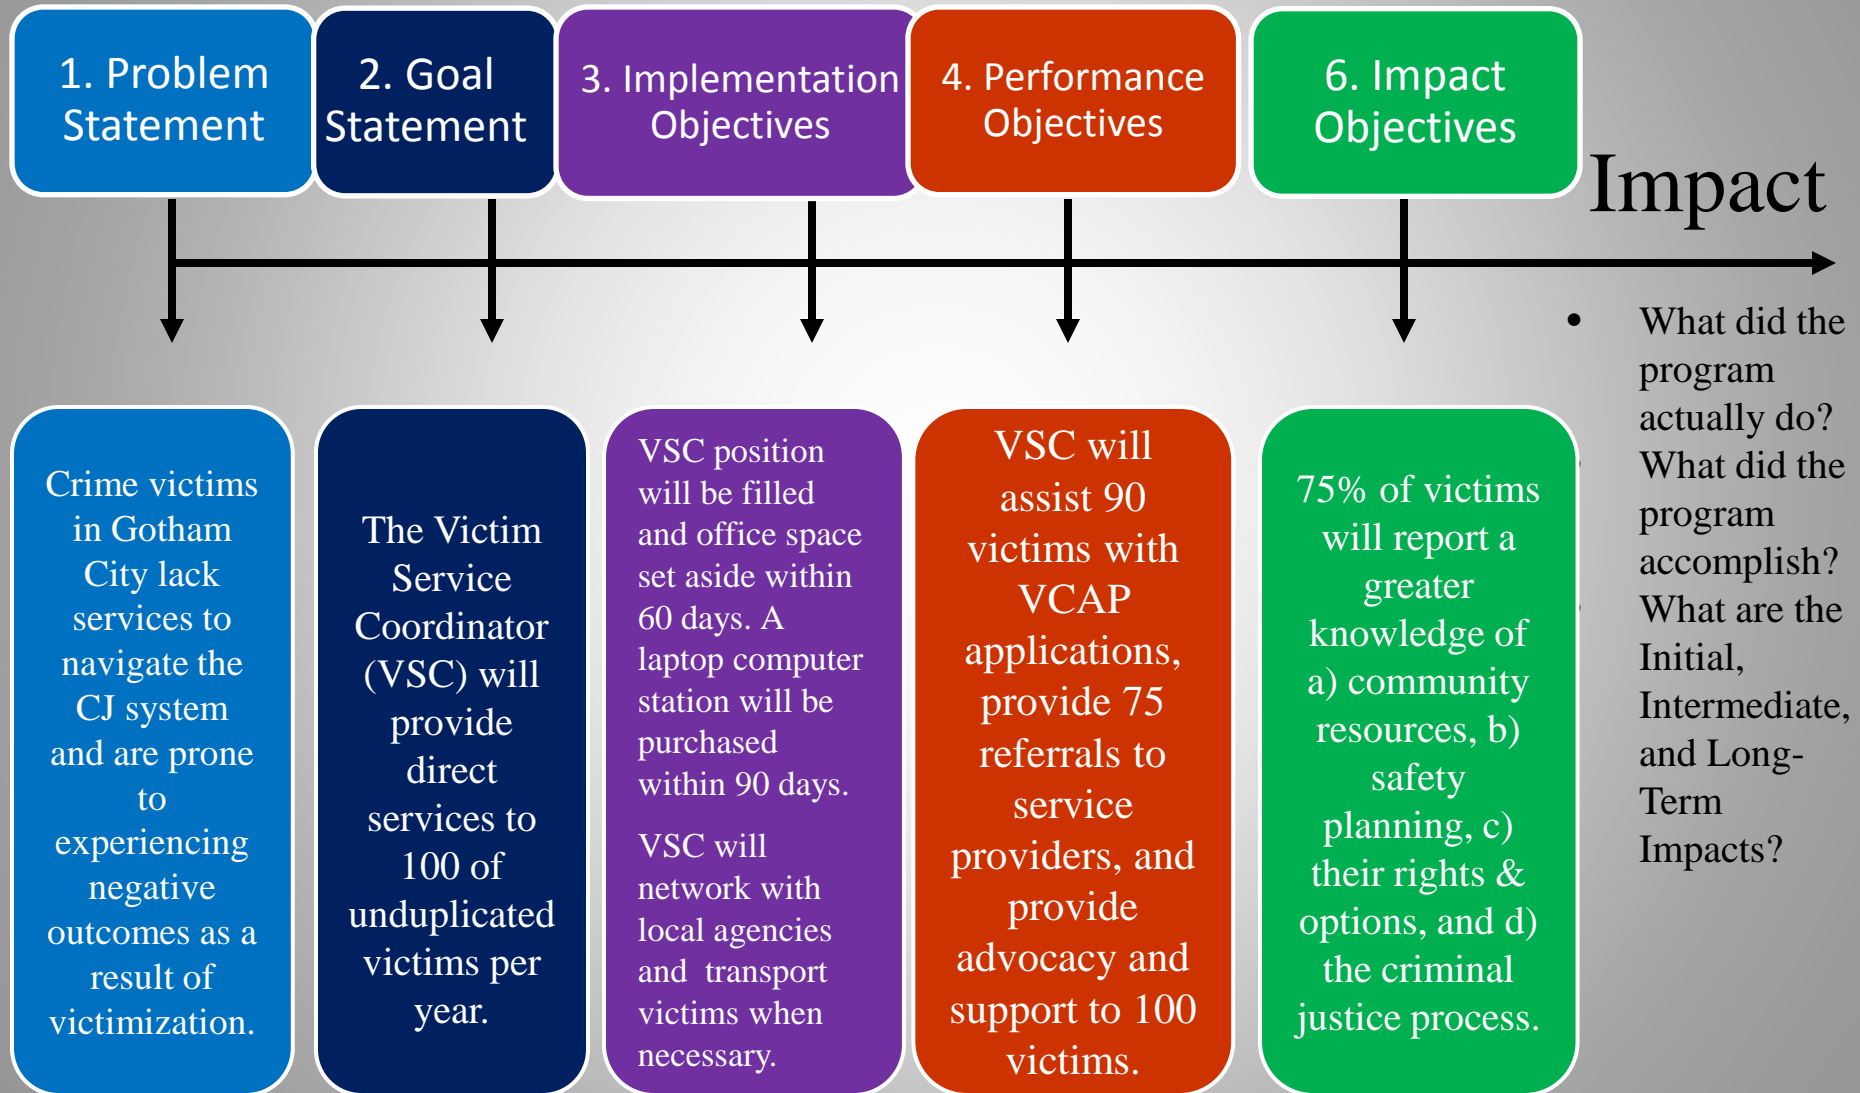 1. Problem
Statement
2. Goal
Statement
3. Implementation
Objectives
4. Performance
Objectives
6. Impact
Objectives
Impact
Crime victims
in Gotham
City lack
services to
navigate the
CJ system
and are prone
to
experiencing
negative
outcomes as a
result of
victimization.
The Victim
Service
Coordinator
(VSC) will
provide
direct
services to
100 of
unduplicated
victims per
year.
VSC position
will be filled
and office space
set aside within
60 days. A
laptop computer
station will be
purchased
within 90 days.
VSC will
network with
local agencies
and transport
victims when
necessary.
VSC will
assist 90
victims with
VCAP
applications,
provide 75
referrals to
service
providers, and
provide
advocacy and
support to 100
victims.
75% of victims
will report a
greater
knowledge of
a) community
resources, b)
safety
planning, c)
their rights &
options, and d)
the criminal
justice process.
• What did the
program
actually do?
What did the
program
accomplish?
What are the
Initial,
Intermediate,
and Long-
Term
Impacts?